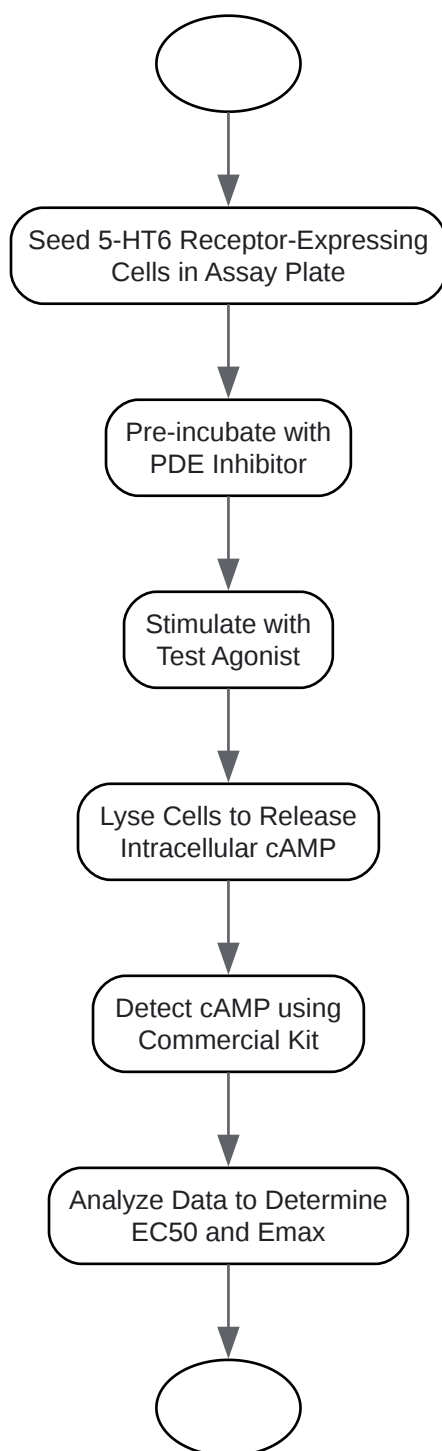 Seed 5-HT6 Receptor-Expressing
Cells in Assay Plate
Pre-incubate with
PDE Inhibitor
Stimulate with
Test Agonist
Lyse Cells to Release
Intracellular cAMP
Detect cAMP using
Commercial Kit
Analyze Data to Determine
EC50 and Emax